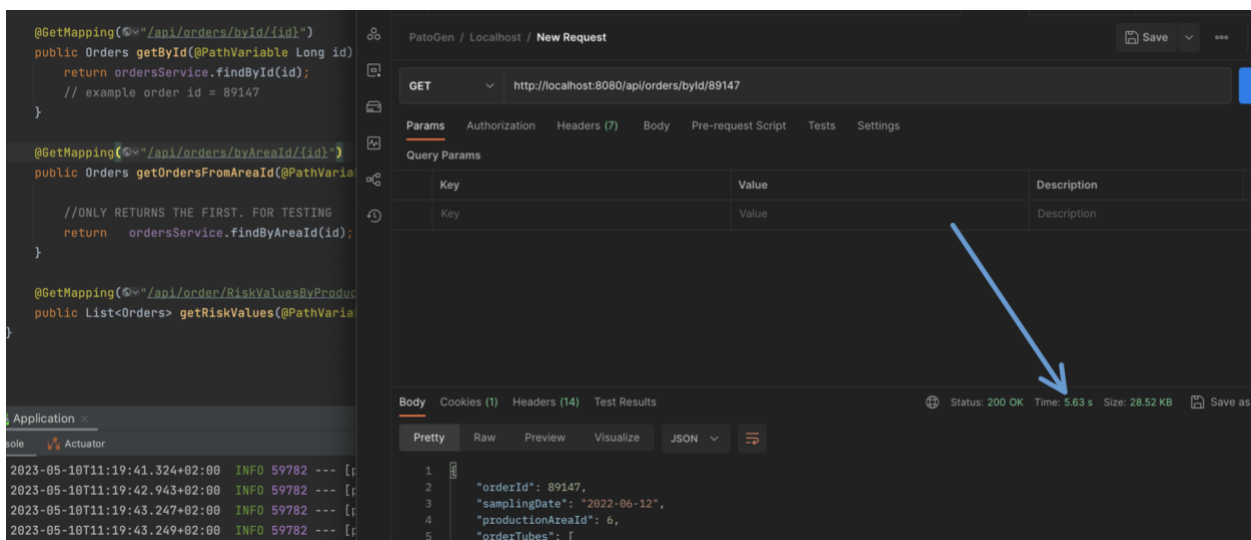 @GetMapping("/api/orders/byId/{id}")
public Orders getById(@PathVariable Long id)
return ordersService.findById(id);
// example order id = 89147
}
@GetMapping("/api/orders/byAreaId/{id}")
public Orders getOrdersFromAreaId(@PathVaria
//ONLY RETURNS THE FIRST. FOR TESTING
return ordersService.findByAreaId(id);
}
@GetMapping("/api/order/RiskValuesByProduc
public List<Orders> getRiskValues(@PathVaria
}
Application ×
sole Actuator
2023-05-10T11:19:41.324+02:00 INFO 59782 --- [p
2023-05-10T11:19:42.943+02:00 INFO 59782 --- [p
2023-05-10T11:19:43.247+02:00 INFO 59782 --- [p
2023-05-10T11:19:43.249+02:00 INFO 59782 --- [p
PatoGen / Localhost / New Request
Save
GET http://localhost:8080/api/orders/byId/89147
Params Authorization Headers (7) Body Pre-request Script Tests Settings
Query Params
Key Value Description
Key Value Description
Body Cookies (1) Headers (14) Test Results Status: 200 OK Time: 5.63 s Size: 28.52 KB Save as
Pretty Raw Preview Visualize JSON
1 {
2 "orderId": 89147,
3 "samplingDate": "2022-06-12",
4 "productionAreaId": 6,
5 "orderTubes": [